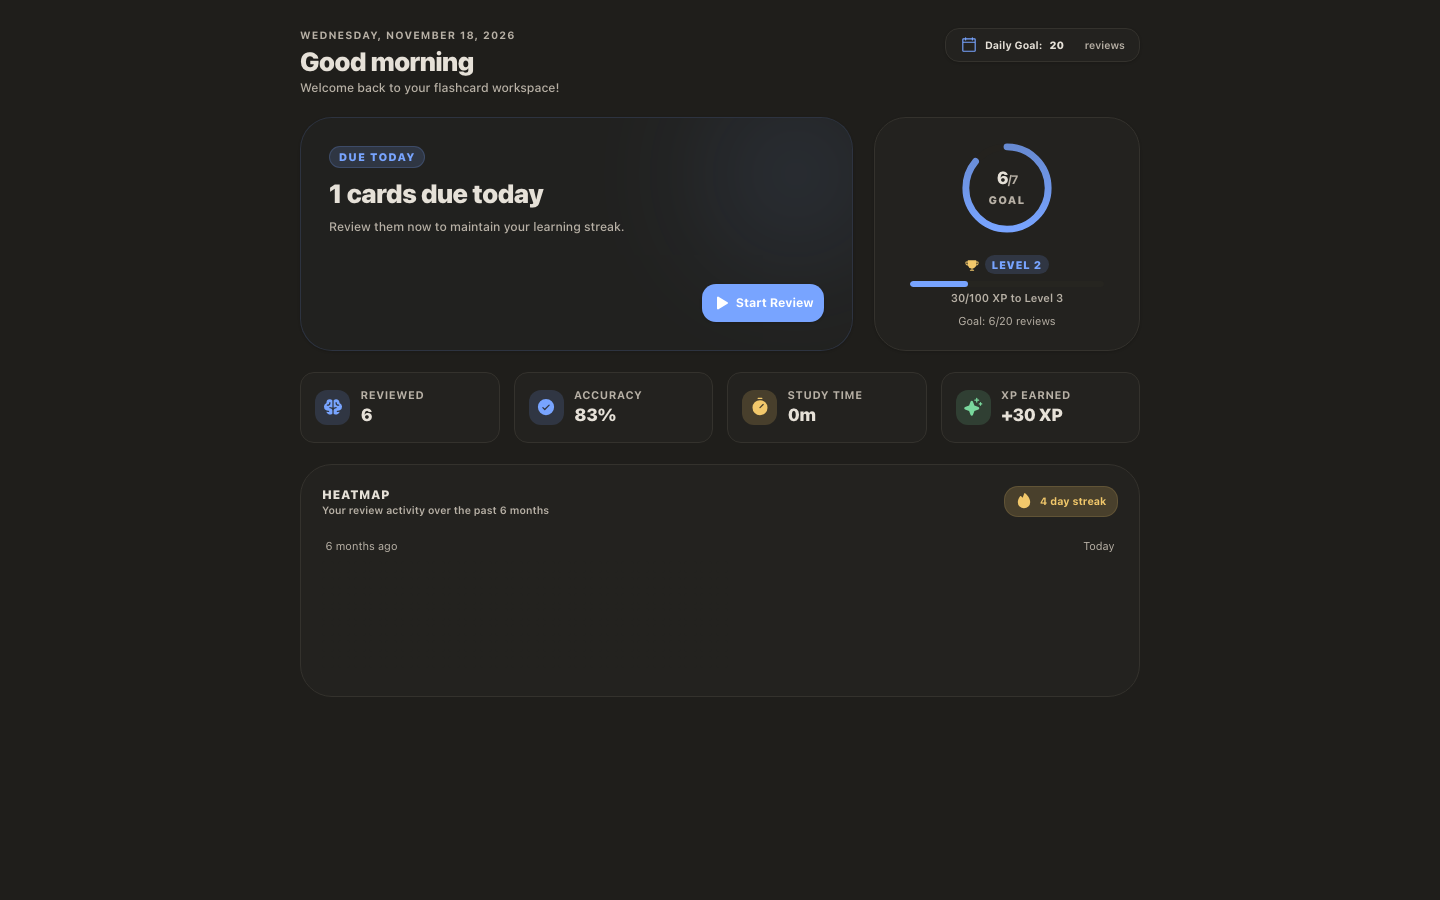 WEDNESDAY, NOVEMBER 18, 2026
Good morning
Welcome back to your flashcard workspace!
Daily Goal: 20 reviews
DUE TODAY
1 cards due today
Review them now to maintain your learning streak.
Start Review
6/7
GOAL
LEVEL 2
30/100 XP to Level 3
Goal: 6/20 reviews
REVIEWED
6
ACCURACY
83%
STUDY TIME
0m
XP EARNED
+30 XP
HEATMAP
Your review activity over the past 6 months
4 day streak
6 months ago
Today